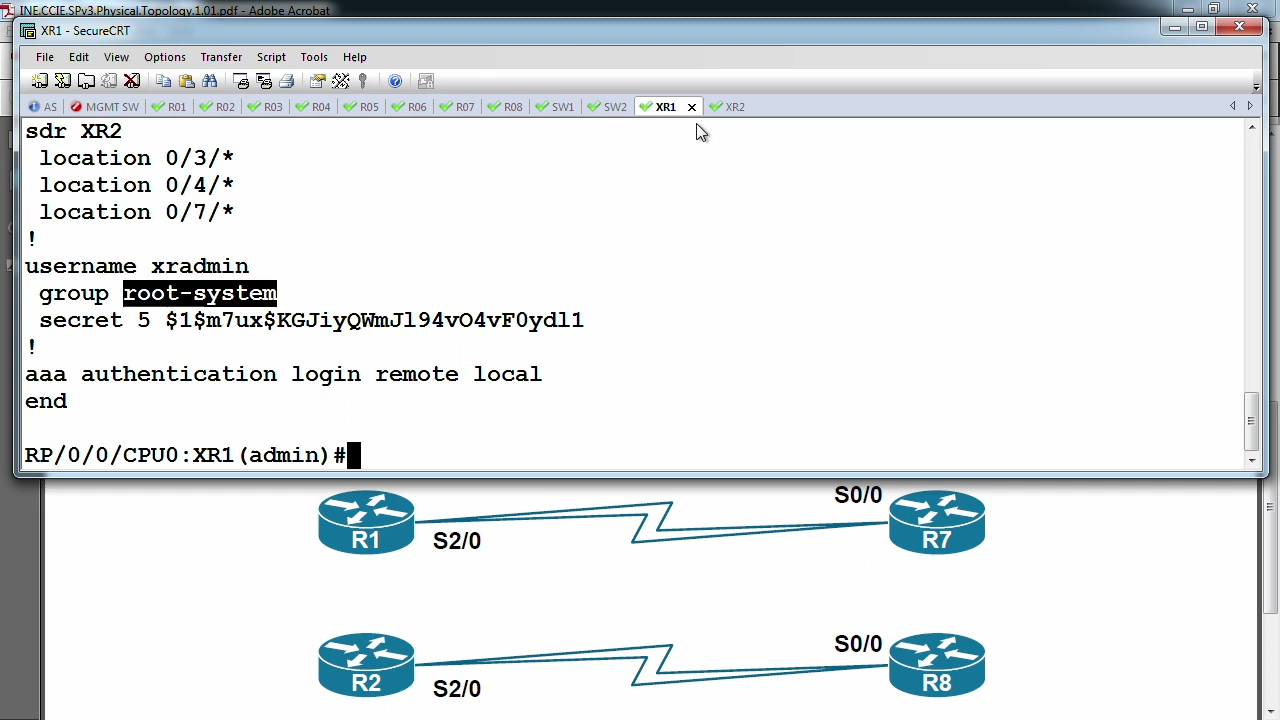 INE.CCIE.SPv3.Physical.Topology.1.01.pdf - Adobe Acrobat
XR1 - SecureCRT
File Edit View Options Transfer Script Tools Help
AS MGMT SW R01 R02 R03 R04 R05 R06 R07 R08 SW1 SW2 XR1 XR2
sdr XR2
location 0/3/*
location 0/4/*
location 0/7/*
!
username xradmin
group root-system
secret 5 $1$m7ux$KGJiyQWmJl94vO4vF0ydl1
!
aaa authentication login remote local
end
RP/0/0/CPU0:XR1(admin)#
R1 S2/0 S0/0 R7
R2 S2/0 S0/0 R8